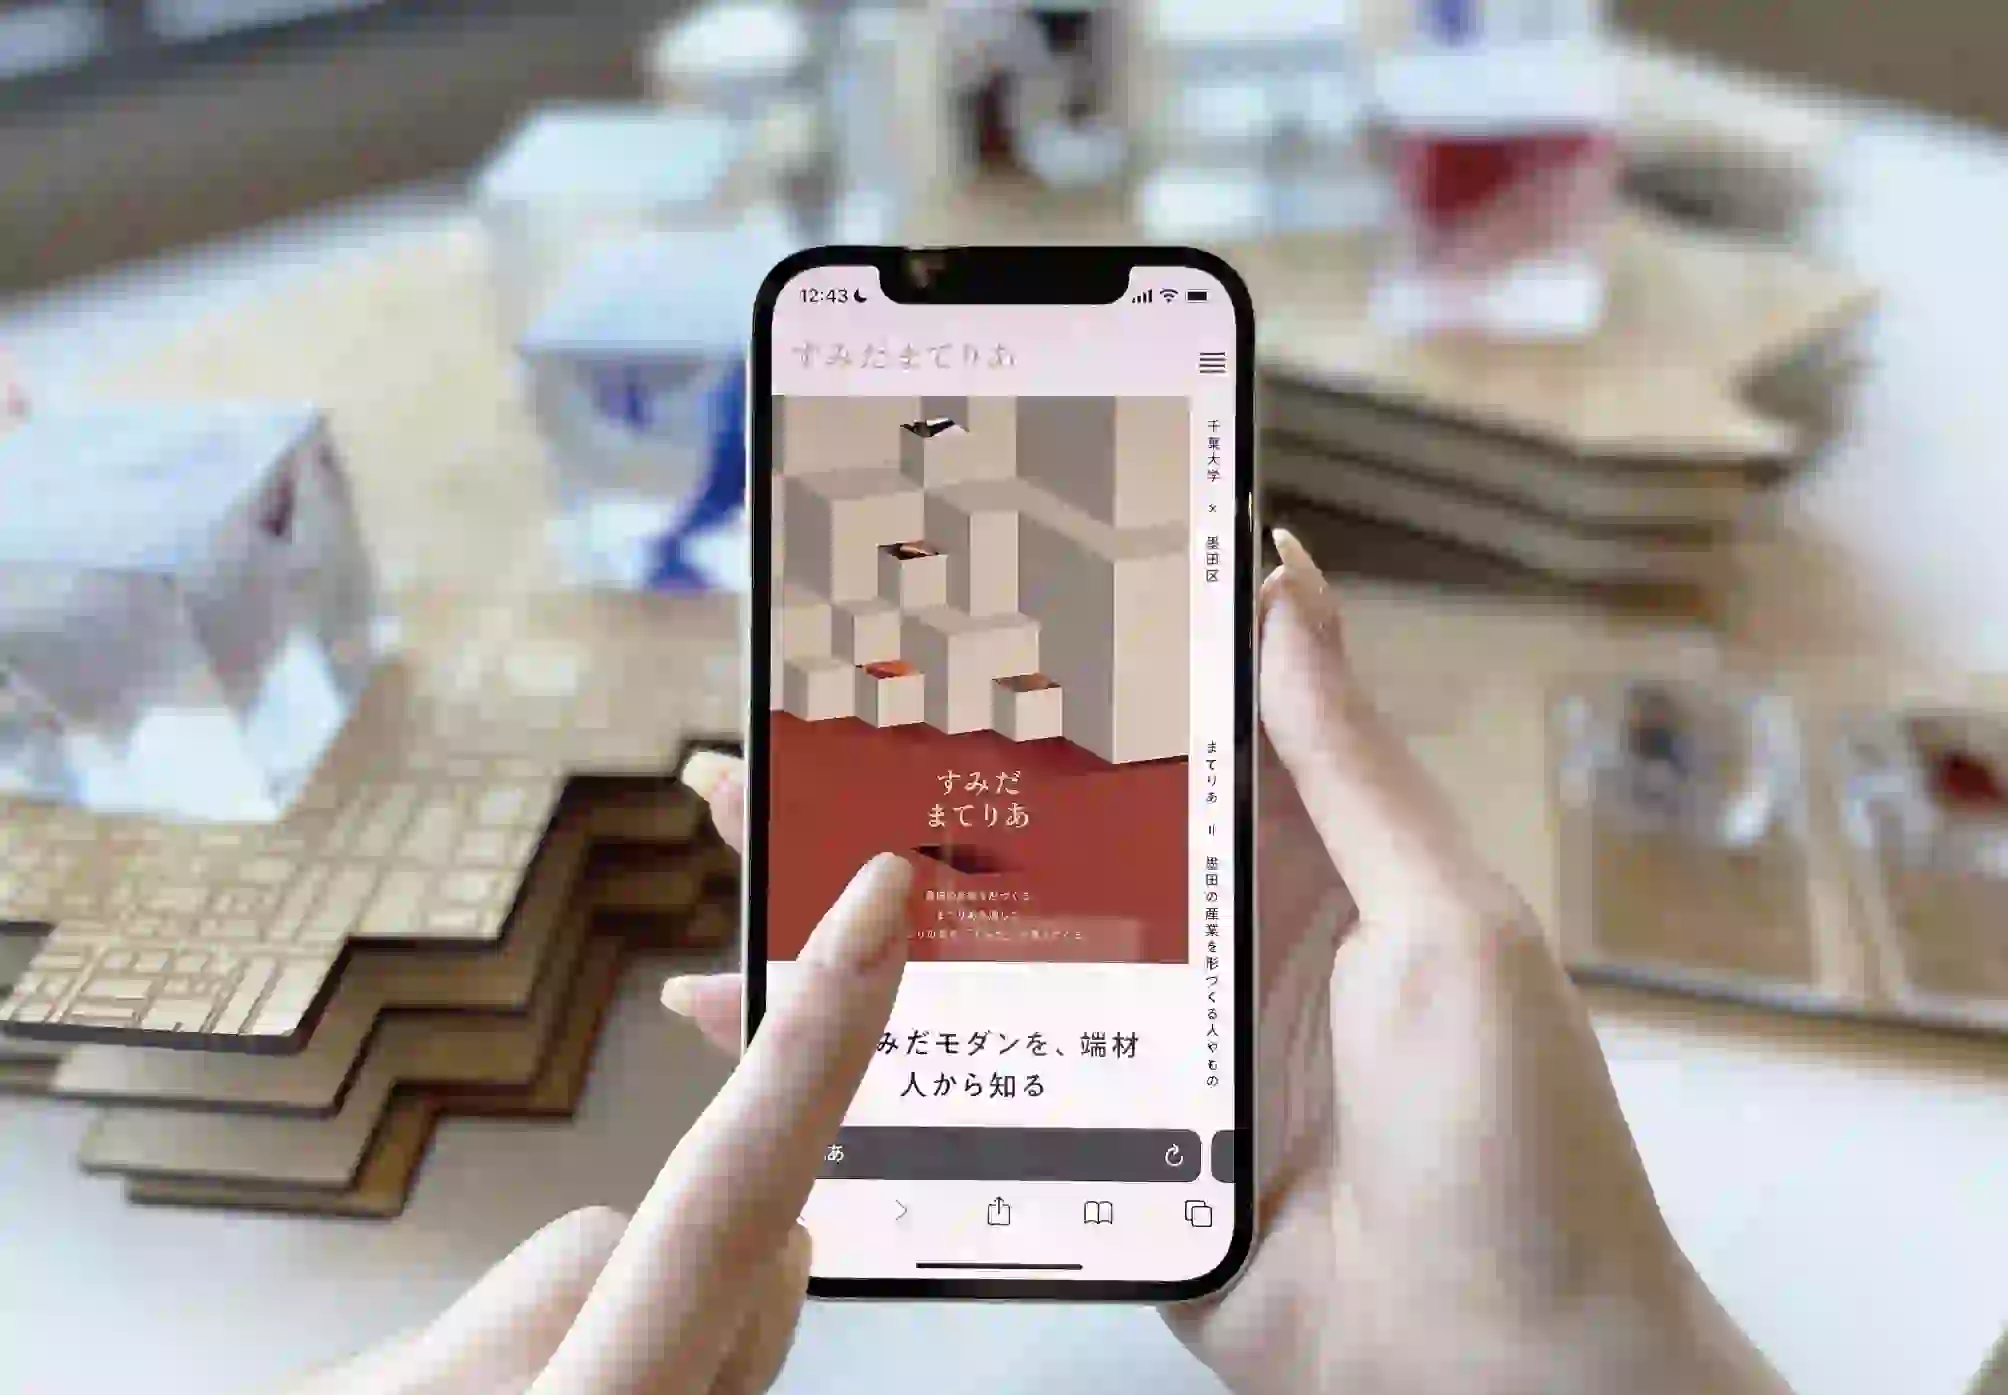 12:43
すみだまてりあ
千葉大学 × 墨田区
まてりあ = 墨田の産業を形づくる人やもの
すみだ
まてりあ
みだモダンを、端材
人から知る
あ